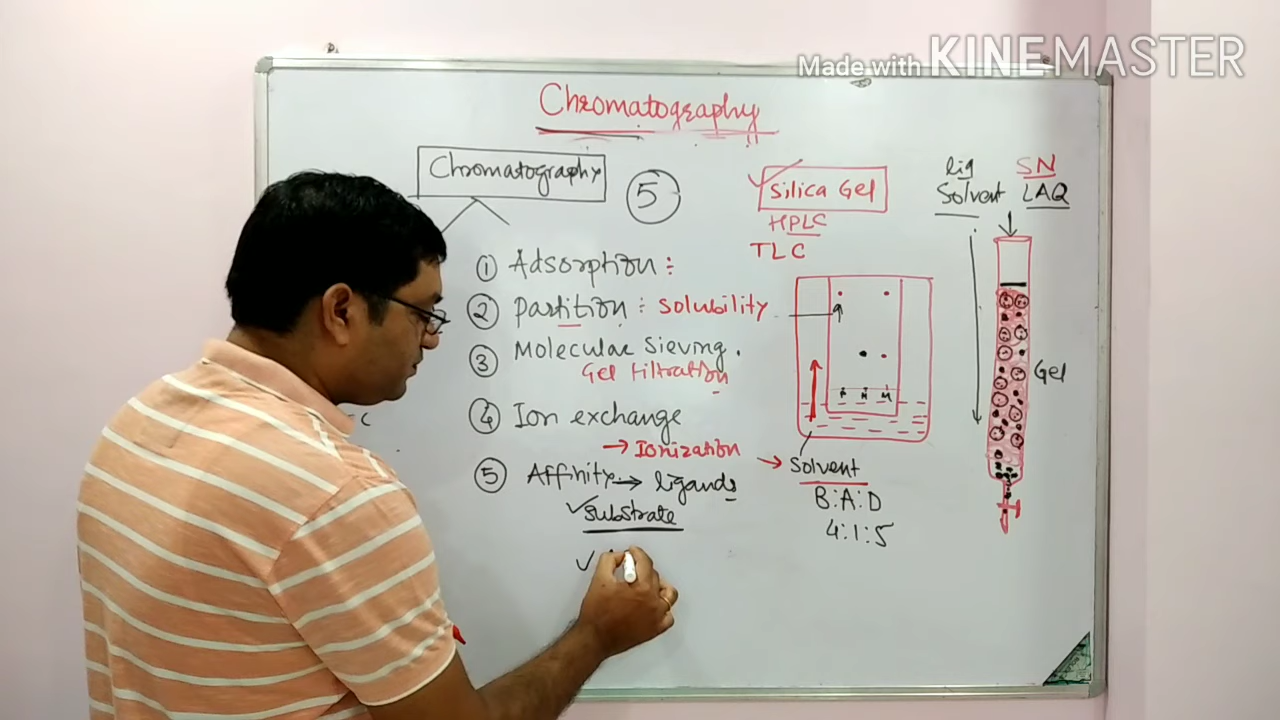 Made with KINEMASTER
Chromatography
Chromatography
5
① Adsorption :
② Partition : Solubility
③ Molecular Sieving.
Gel Filtration
④ Ion exchange
→ Ionization
⑤ Affinity → ligands
✓ Substrate
✓
✓ Silica Gel
HPLC
TLC
→ Solvent
B:A:D
4:1:5
liq SN
Solvent LAQ
Gel